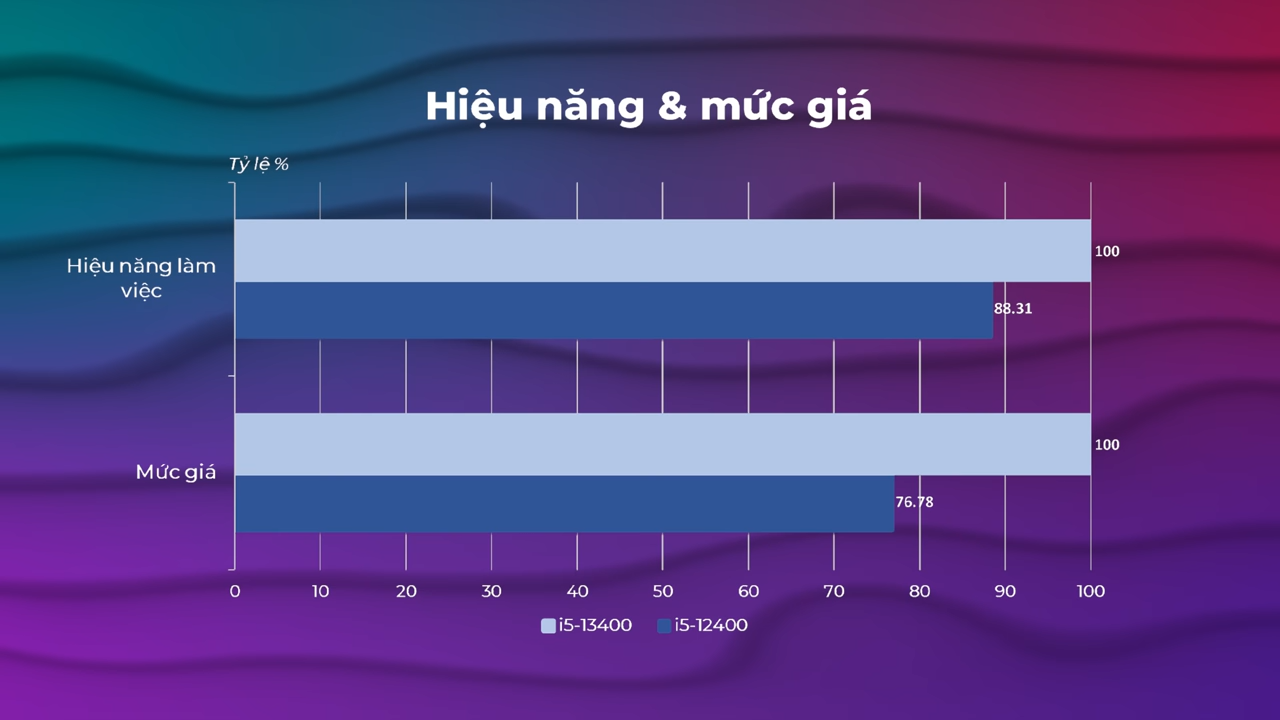 Hiệu năng & mức giá
Tỷ lệ %
Hiệu năng làm
việc
100
88.31
Mức giá
100
76.78
0 10 20 30 40 50 60 70 80 90 100
i5-13400 i5-12400